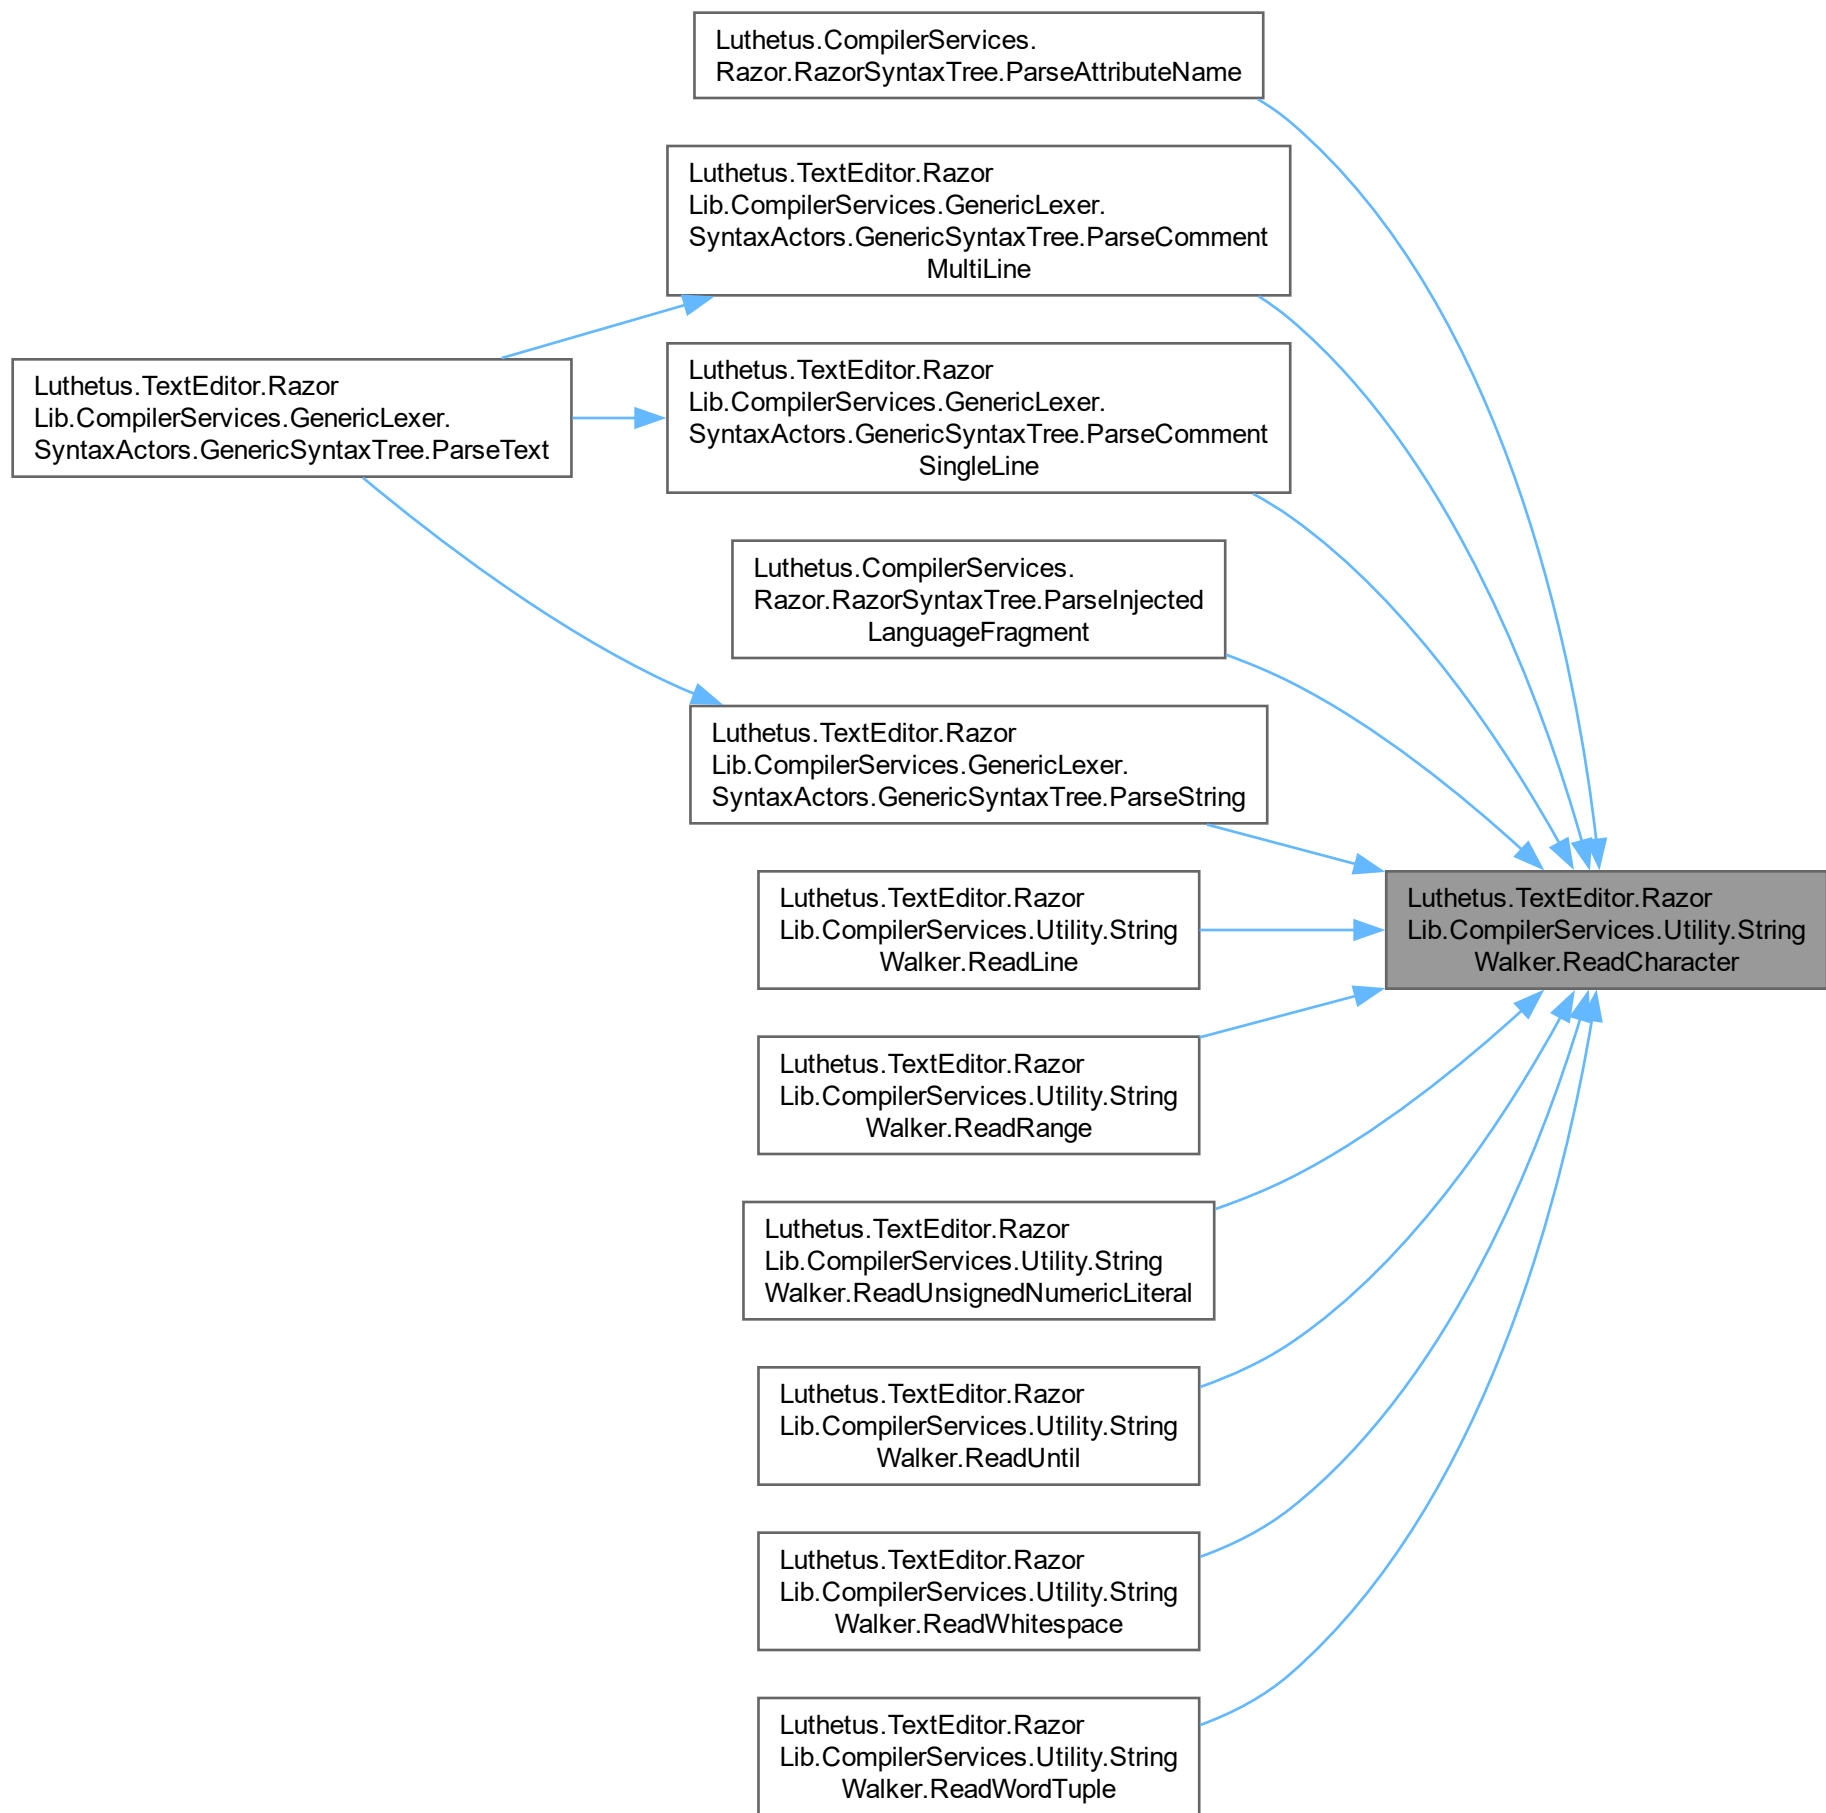 Luthetus.CompilerServices.
Razor.RazorSyntaxTree.ParseAttributeName
Luthetus.TextEditor.Razor
Lib.CompilerServices.GenericLexer.
SyntaxActors.GenericSyntaxTree.ParseComment
MultiLine
Luthetus.TextEditor.Razor
Lib.CompilerServices.GenericLexer.
SyntaxActors.GenericSyntaxTree.ParseText
Luthetus.TextEditor.Razor
Lib.CompilerServices.GenericLexer.
SyntaxActors.GenericSyntaxTree.ParseComment
SingleLine
Luthetus.CompilerServices.
Razor.RazorSyntaxTree.ParseInjected
LanguageFragment
Luthetus.TextEditor.Razor
Lib.CompilerServices.GenericLexer.
SyntaxActors.GenericSyntaxTree.ParseString
Luthetus.TextEditor.Razor
Lib.CompilerServices.Utility.String
Walker.ReadLine
Luthetus.TextEditor.Razor
Lib.CompilerServices.Utility.String
Walker.ReadCharacter
Luthetus.TextEditor.Razor
Lib.CompilerServices.Utility.String
Walker.ReadRange
Luthetus.TextEditor.Razor
Lib.CompilerServices.Utility.String
Walker.ReadUnsignedNumericLiteral
Luthetus.TextEditor.Razor
Lib.CompilerServices.Utility.String
Walker.ReadUntil
Luthetus.TextEditor.Razor
Lib.CompilerServices.Utility.String
Walker.ReadWhitespace
Luthetus.TextEditor.Razor
Lib.CompilerServices.Utility.String
Walker.ReadWordTuple